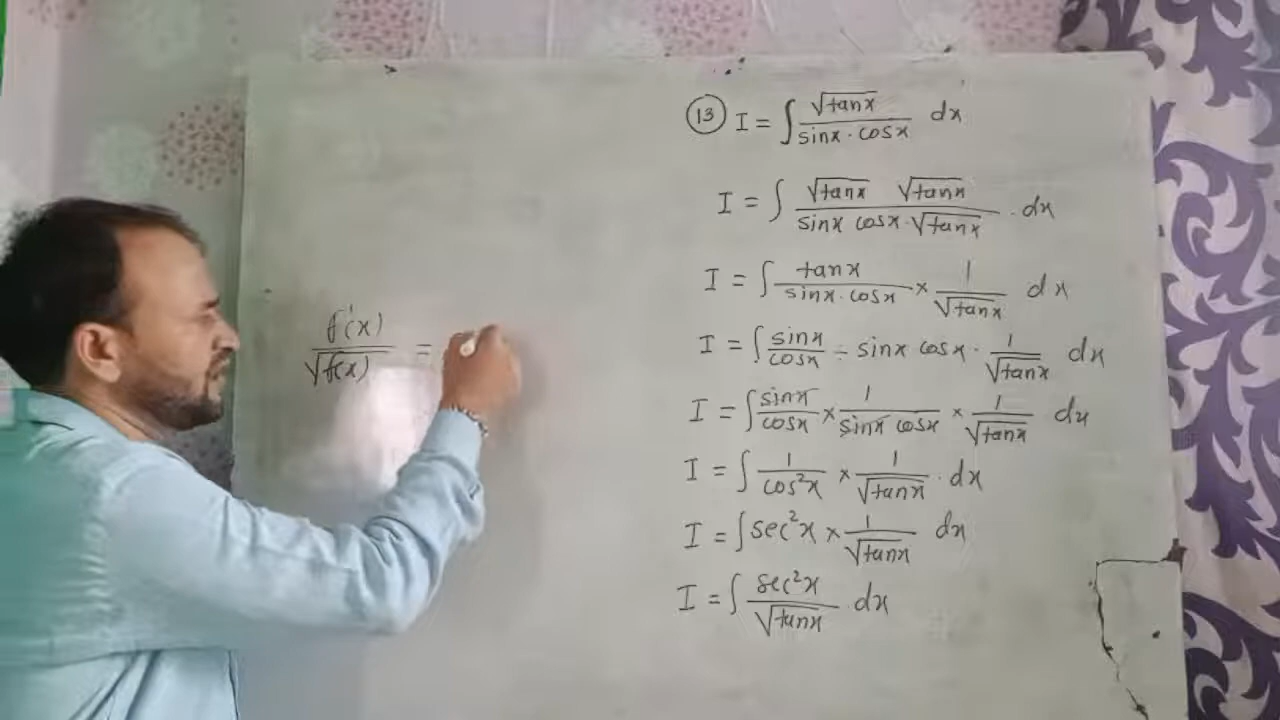 ⑬ I = ∫ √tanx / sinx · cosx dx
I = ∫ √tanx √tanx / sinx cosx · √tanx · dx
I = ∫ tanx / sinx · cosx × 1 / √tanx dx
I = ∫ sinx / cosx ÷ sinx cosx · 1 / √tanx dx
I = ∫ sinx / cosx × 1 / sinx cosx × 1 / √tanx dx
I = ∫ 1 / cos²x × 1 / √tanx · dx
I = ∫ sec²x × 1 / √tanx dx
I = ∫ sec²x / √tanx dx
f'(x) / √f(x) =